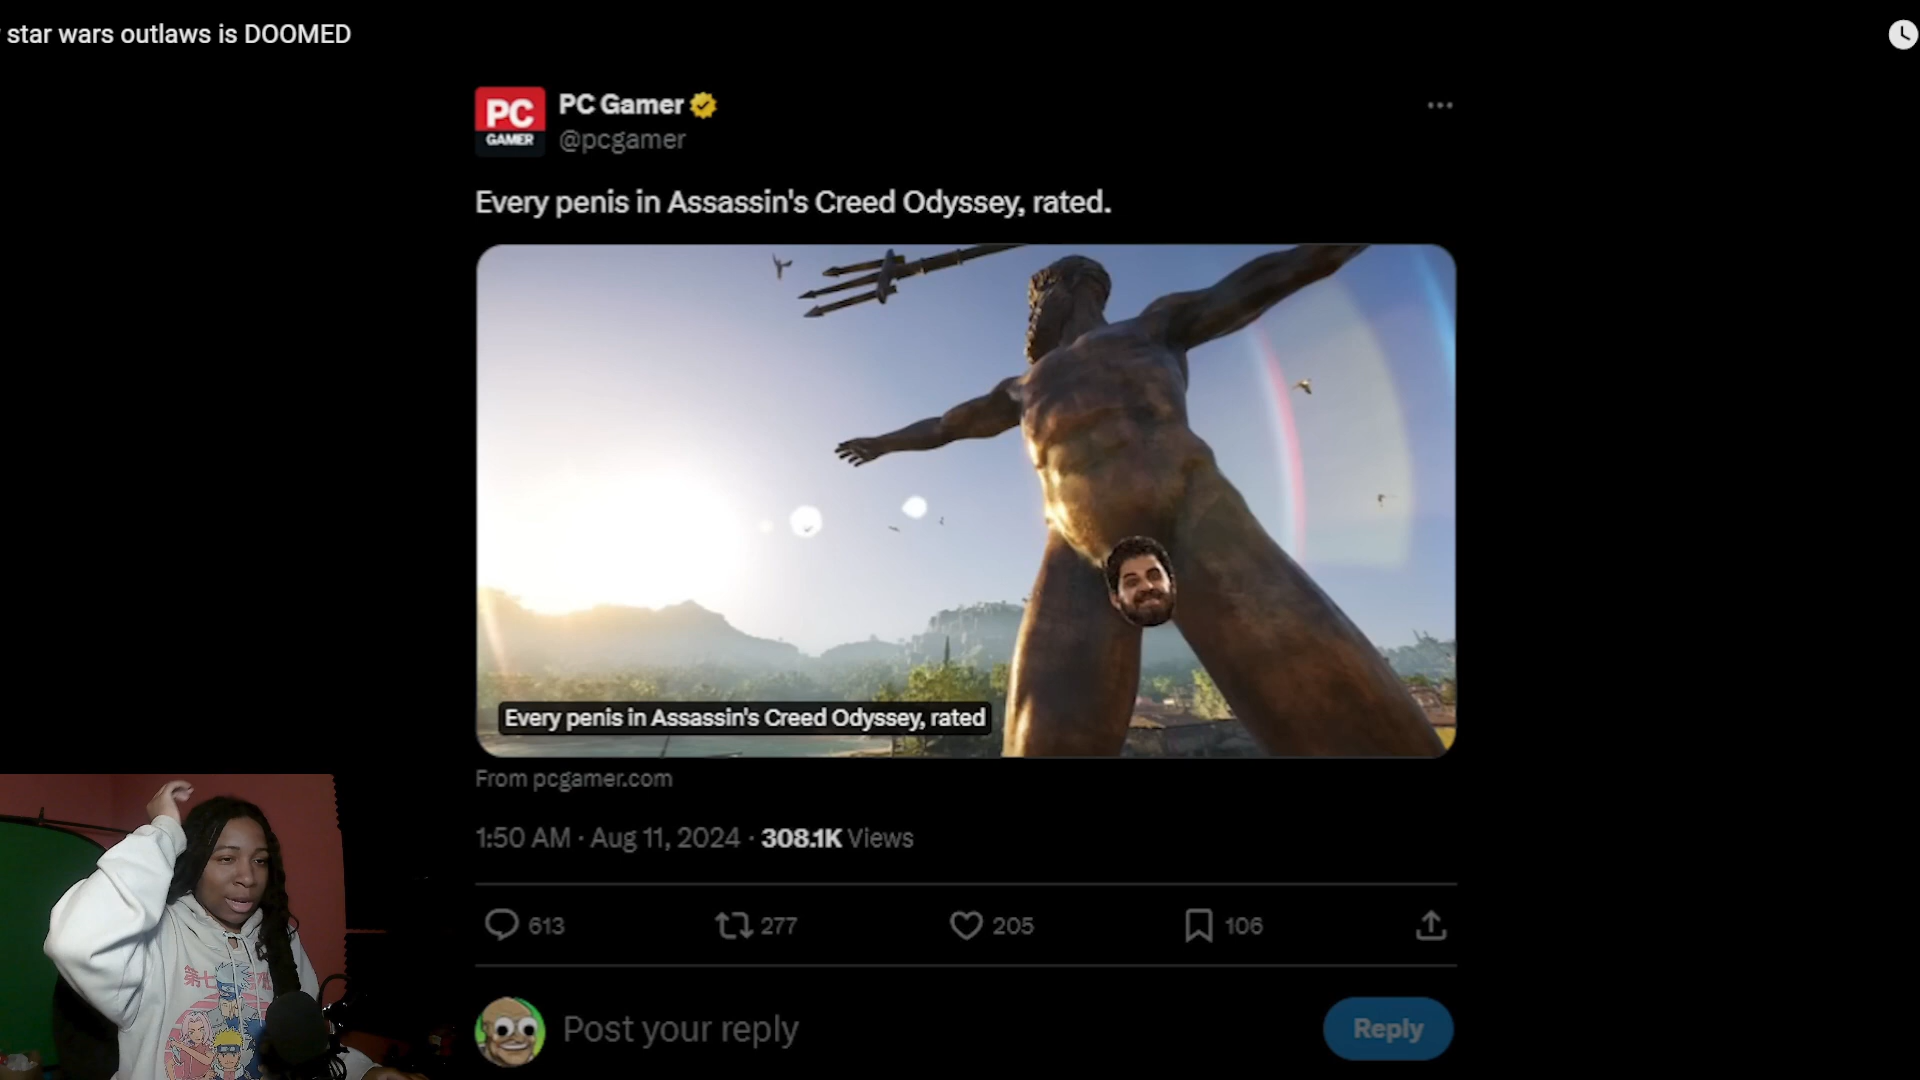 star wars outlaws is DOOMED
PC
GAMER
PC Gamer
@pcgamer
Every penis in Assassin's Creed Odyssey, rated.
Every penis in Assassin's Creed Odyssey, rated
From pcgamer.com
1:50 AM · Aug 11, 2024 · 308.1K Views
613
277
205
106
Post your reply
Reply
第七